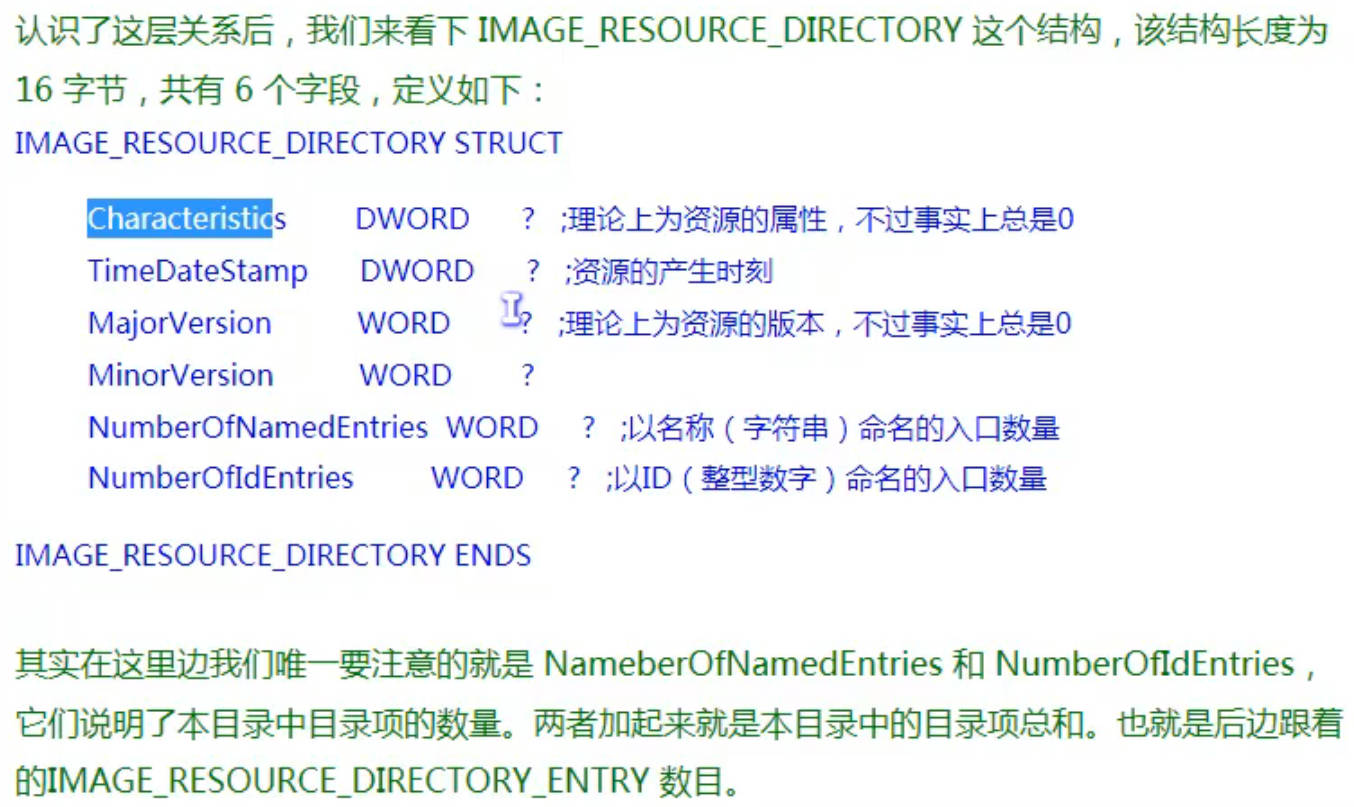 认识了这层关系后，我们来看下 IMAGE_RESOURCE_DIRECTORY 这个结构，该结构长度为
16 字节，共有 6 个字段，定义如下：
IMAGE_RESOURCE_DIRECTORY STRUCT
Characteristics DWORD ? ;理论上为资源的属性，不过事实上总是0
TimeDateStamp DWORD ? ;资源的产生时刻
MajorVersion WORD ? ;理论上为资源的版本，不过事实上总是0
MinorVersion WORD ?
NumberOfNamedEntries WORD ? ;以名称（字符串）命名的入口数量
NumberOfIdEntries WORD ? ;以ID（整型数字）命名的入口数量
IMAGE_RESOURCE_DIRECTORY ENDS
其实在这里边我们唯一要注意的就是 NameberOfNamedEntries 和 NumberOfIdEntries，
它们说明了本目录中目录项的数量。两者加起来就是本目录中的目录项总和。也就是后边跟着
的IMAGE_RESOURCE_DIRECTORY_ENTRY 数目。